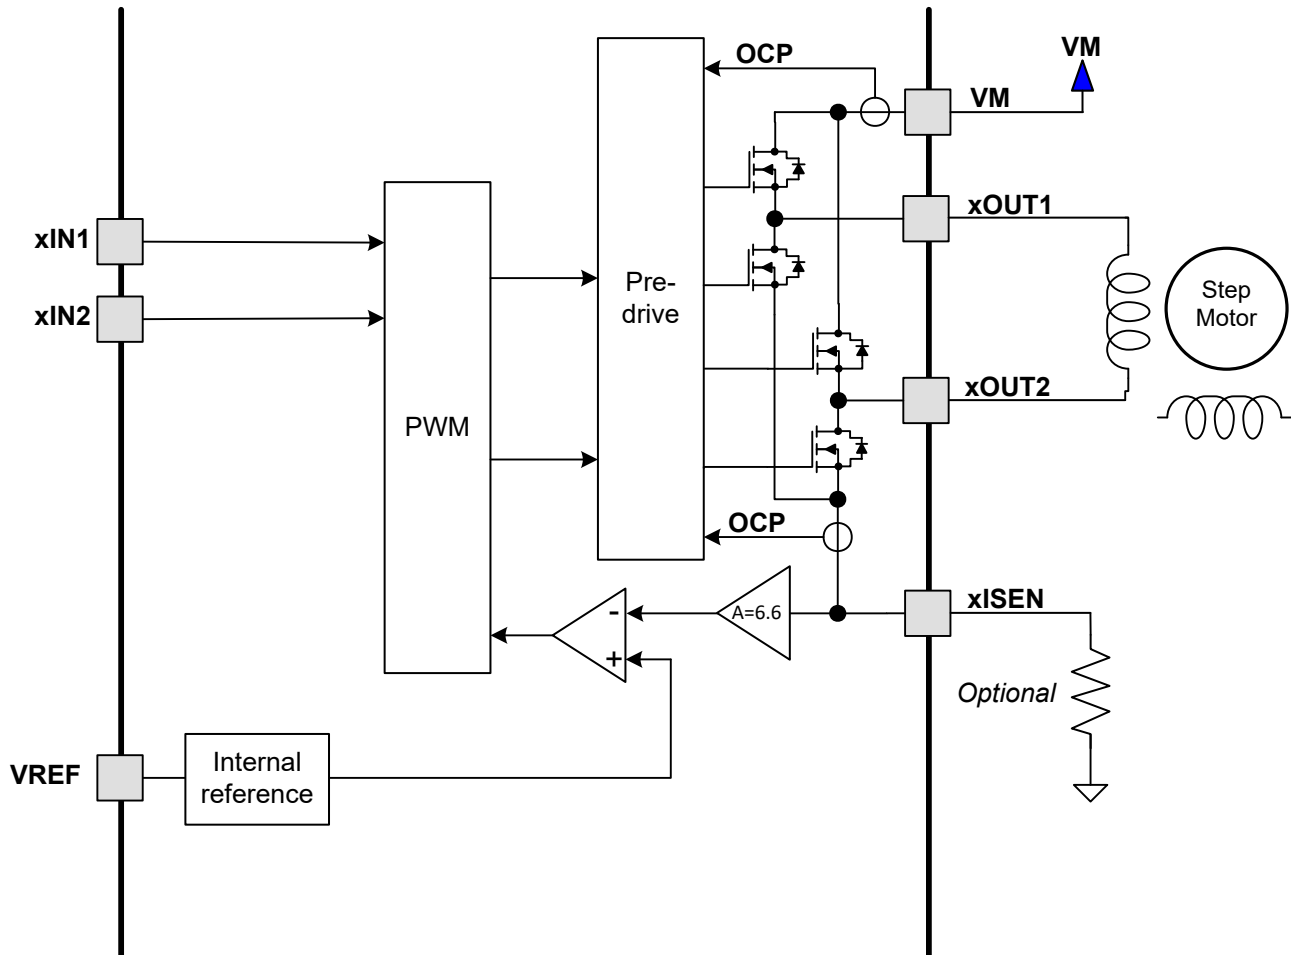 OCP
VM
VM
xIN1
xOUT1
xIN2
Pre-
drive
Step
Motor
xOUT2
PWM
OCP
xISEN
-
A=6.6
+
Optional
VREF
Internal
reference